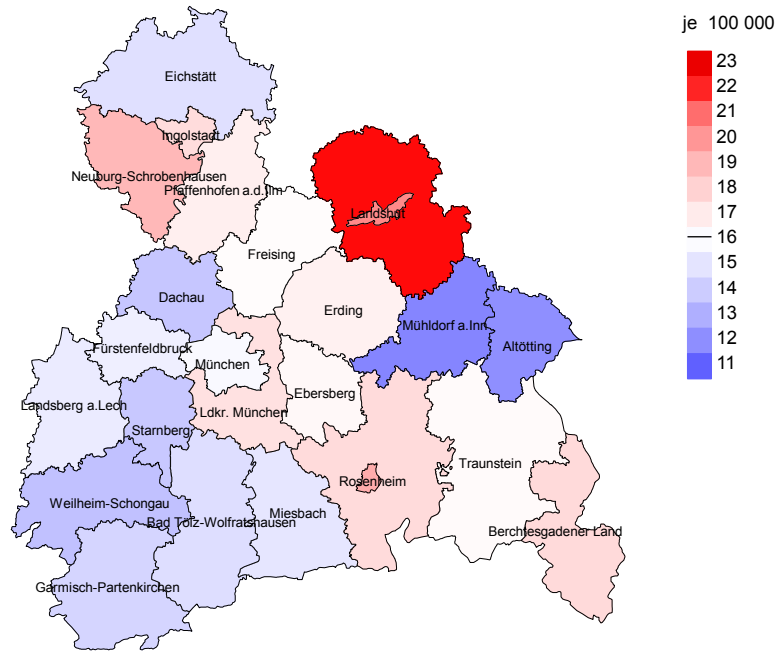 je 100 000
23
22
21
20
19
18
17
16
15
14
13
12
11
Eichstätt
Ingolstadt
Neuburg-Schrobenhausen
Pfaffenhofen a.d.Ilm
Landshut
Freising
Dachau
Erding
Mühldorf a.Inn
Altötting
Fürstenfeldbruck
München
Ebersberg
Landsberg a.Lech
Ldkr. München
Starnberg
Traunstein
Rosenheim
Weilheim-Schongau
Miesbach
Bad Tölz-Wolfratshausen
Berchtesgadener Land
Garmisch-Partenkirchen